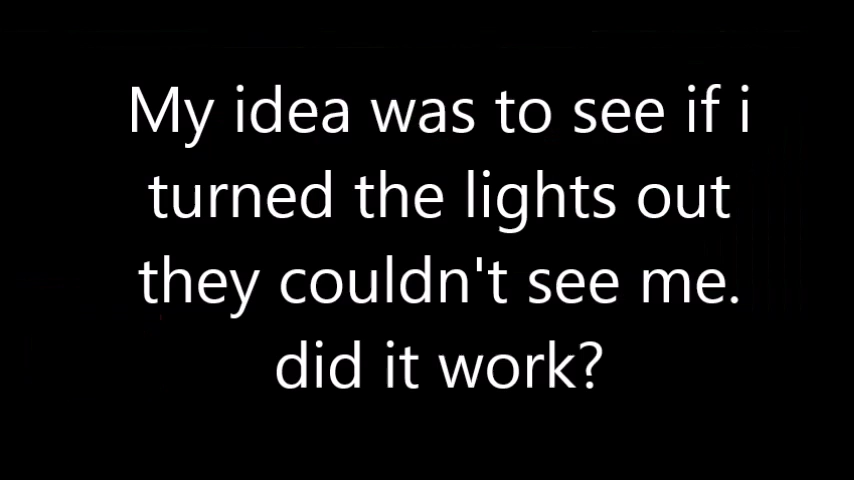 My idea was to see if i
turned the lights out
they couldn't see me.
did it work?